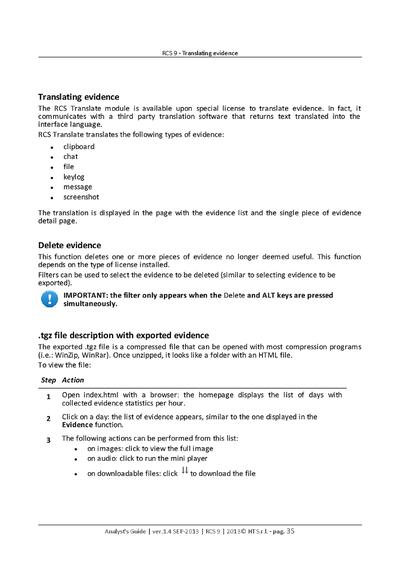 RCS 9 - Translating evidence
Translating evidence
The RCS Translate module is available upon special license to translate evidence. In fact, it
communicates with a third party translation software that returns text translated into the
interface language.
RCS Translate translates the following types of evidence:
• clipboard
• chat
• file
• keylog
• message
• screenshot
The translation is displayed in the page with the evidence list and the single piece of evidence
detail page.
Delete evidence
This function deletes one or more pieces of evidence no longer deemed useful. This function
depends on the type of license installed.
Filters can be used to select the evidence to be deleted (similar to selecting evidence to be
exported).
IMPORTANT: the filter only appears when the Delete and ALT keys are pressed
simultaneously.
.tgz file description with exported evidence
The exported .tgz file is a compressed file that can be opened with most compression programs
(i.e.: WinZip, WinRar). Once unzipped, it looks like a folder with an HTML file.
To view the file:
Step Action
1 Open index.html with a browser: the homepage displays the list of days with
collected evidence statistics per hour.
2 Click on a day: the list of evidence appears, similar to the one displayed in the
Evidence function.
3 The following actions can be performed from this list:
• on images: click to view the full image
• on audio: click to run the mini player
• on downloadable files: click to download the file
Analyst's Guide | ver.1.4 SEP-2013 | RCS 9 | 2013© HT S.r.l. - pag. 35